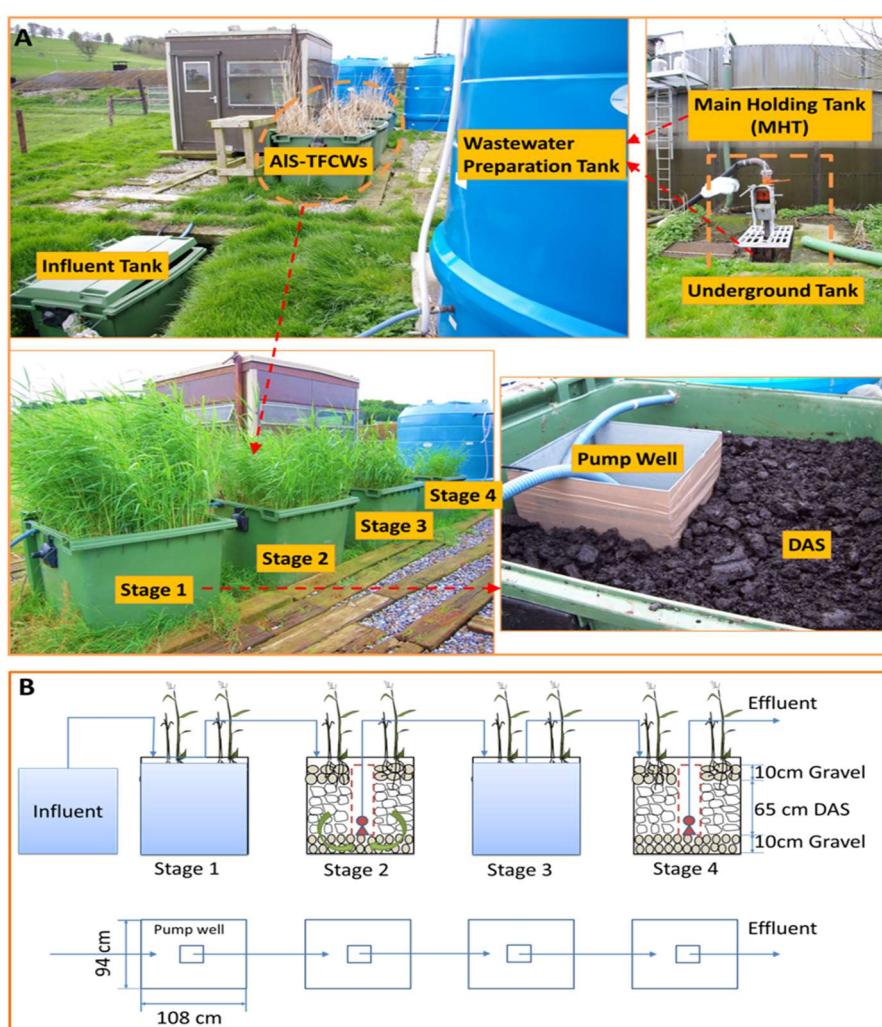 A
AlS-TFCWs
Wastewater
Preparation Tank
Main Holding Tank
(MHT)
Influent Tank
Underground Tank
Stage 1
Stage 2
Stage 3
Stage 4
Pump Well
DAS
B
Effluent
Influent
10cm Gravel
65 cm DAS
10cm Gravel
Stage 1
Stage 2
Stage 3
Stage 4
Pump well
Effluent
94 cm
108 cm